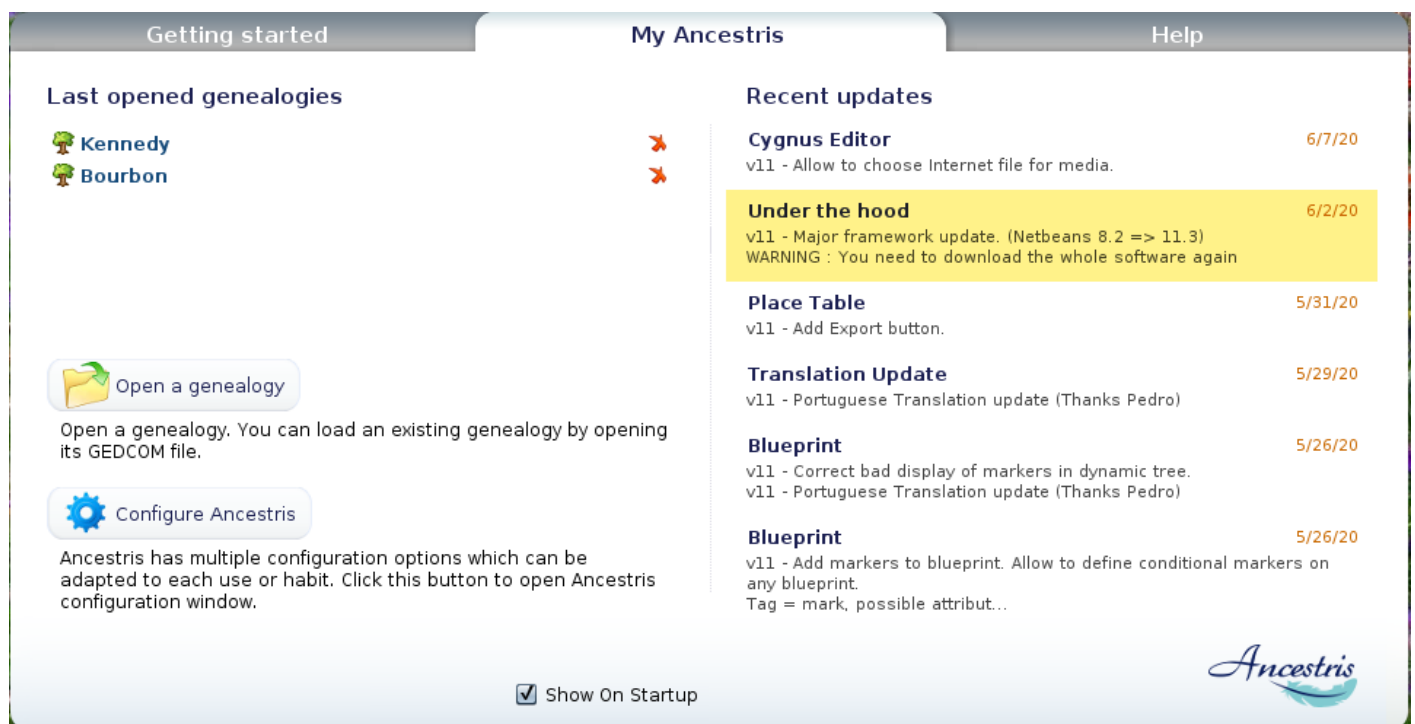 Getting started
My Ancestris
Help
Last opened genealogies
Kennedy
Bourbon
Open a genealogy
Open a genealogy. You can load an existing genealogy by opening
its GEDCOM file.
Configure Ancestris
Ancestris has multiple configuration options which can be
adapted to each use or habit. Click this button to open Ancestris
configuration window.
Recent updates
Cygnus Editor 6/7/20
v11 - Allow to choose Internet file for media.
Under the hood 6/2/20
v11 - Major framework update. (Netbeans 8.2 => 11.3)
WARNING : You need to download the whole software again
Place Table 5/31/20
v11 - Add Export button.
Translation Update 5/29/20
v11 - Portuguese Translation update (Thanks Pedro)
Blueprint 5/26/20
v11 - Correct bad display of markers in dynamic tree.
v11 - Portuguese Translation update (Thanks Pedro)
Blueprint 5/26/20
v11 - Add markers to blueprint. Allow to define conditional markers on
any blueprint.
Tag = mark, possible attribut...
Ancestris
Show On Startup